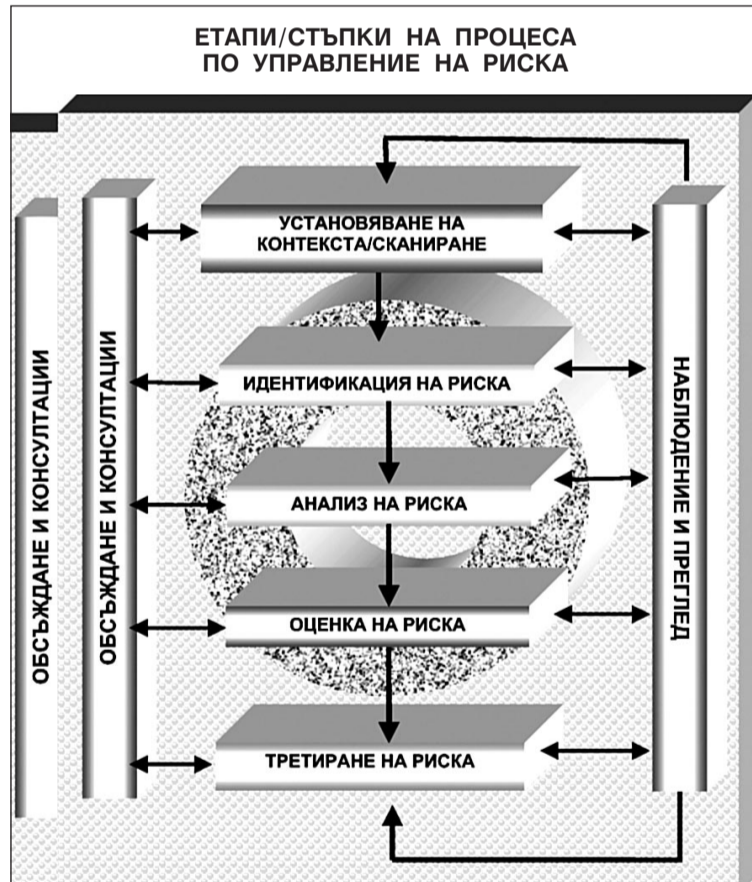 ЕТАПИ/СТЪПКИ НА ПРОЦЕСА
ПО УПРАВЛЕНИЕ НА РИСКА
ОБСЪЖДАНЕ И КОНСУЛТАЦИИ
ОБСЪЖДАНЕ И КОНСУЛТАЦИИ
УСТАНОВЯВАНЕ НА
КОНТЕКСТА/СКАНИРАНЕ
ИДЕНТИФИКАЦИЯ НА РИСКА
АНАЛИЗ НА РИСКА
ОЦЕНКА НА РИСКА
ТРЕТИРАНЕ НА РИСКА
НАБЛЮДЕНИЕ И ПРЕГЛЕД